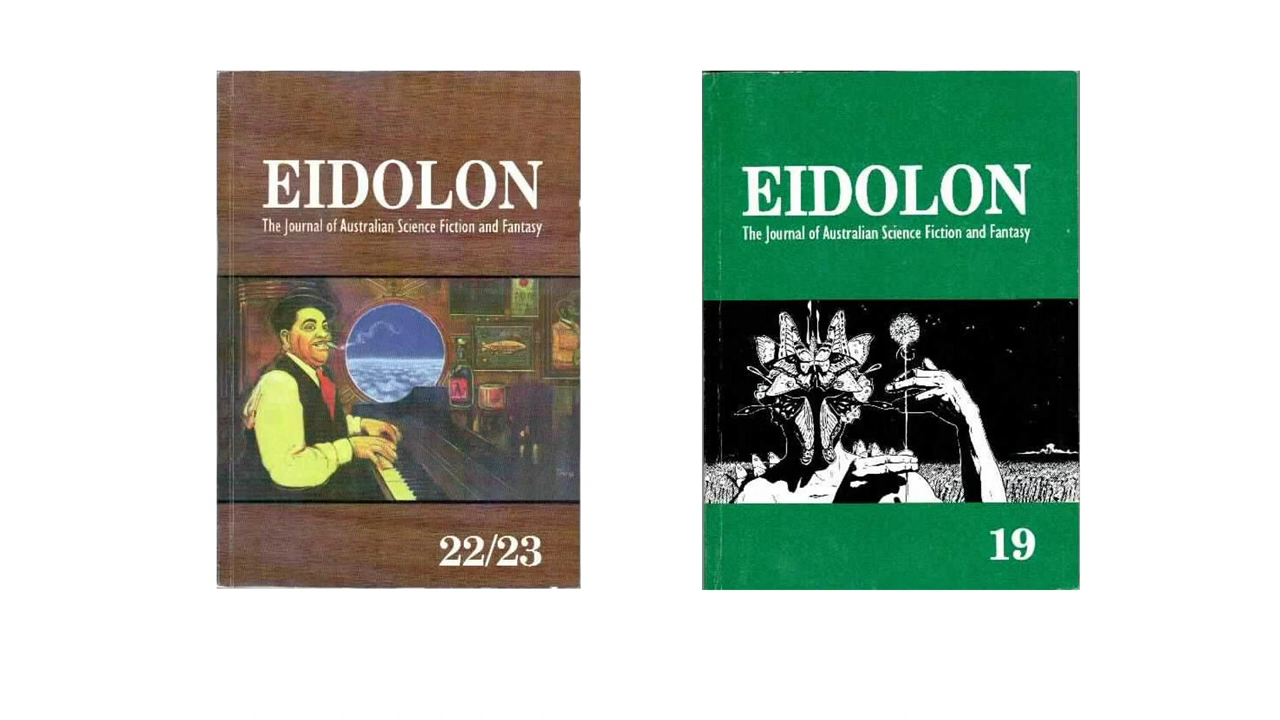 EIDOLON
The Journal of Australian Science Fiction and Fantasy
22/23
EIDOLON
The Journal of Australian Science Fiction and Fantasy
19